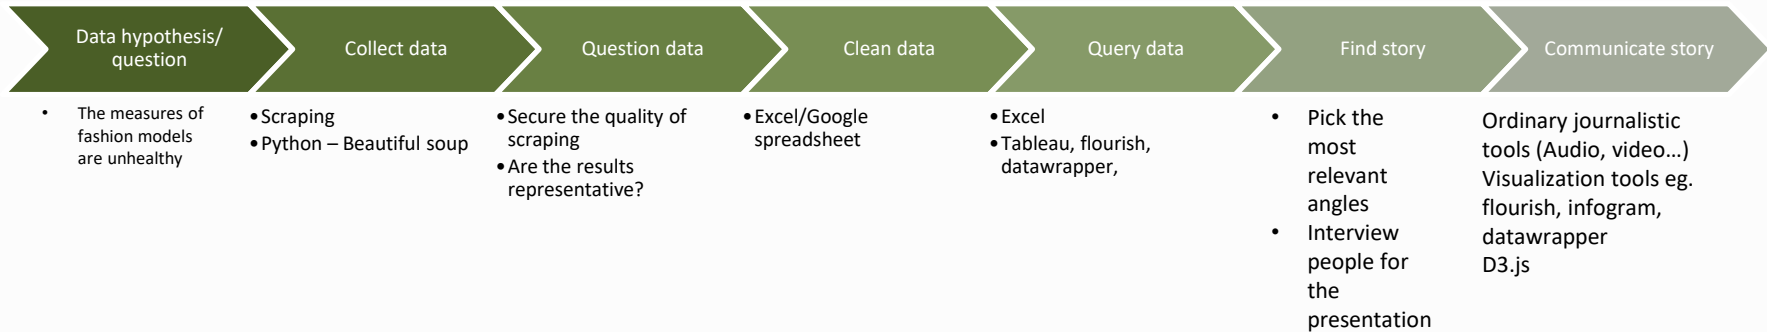 Data hypothesis/
question
Collect data
Question data
Clean data
Query data
Find story
Communicate story
• The measures of
fashion models
are unhealthy
• Scraping
• Python – Beautiful soup
• Secure the quality of
scraping
• Are the results
representative?
• Excel/Google
spreadsheet
• Excel
• Tableau, flourish,
datawrapper,
• Pick the
most
relevant
angles
• Interview
people for
the
presentation
Ordinary journalistic
tools (Audio, video…)
Visualization tools eg.
flourish, infogram,
datawrapper
D3.js